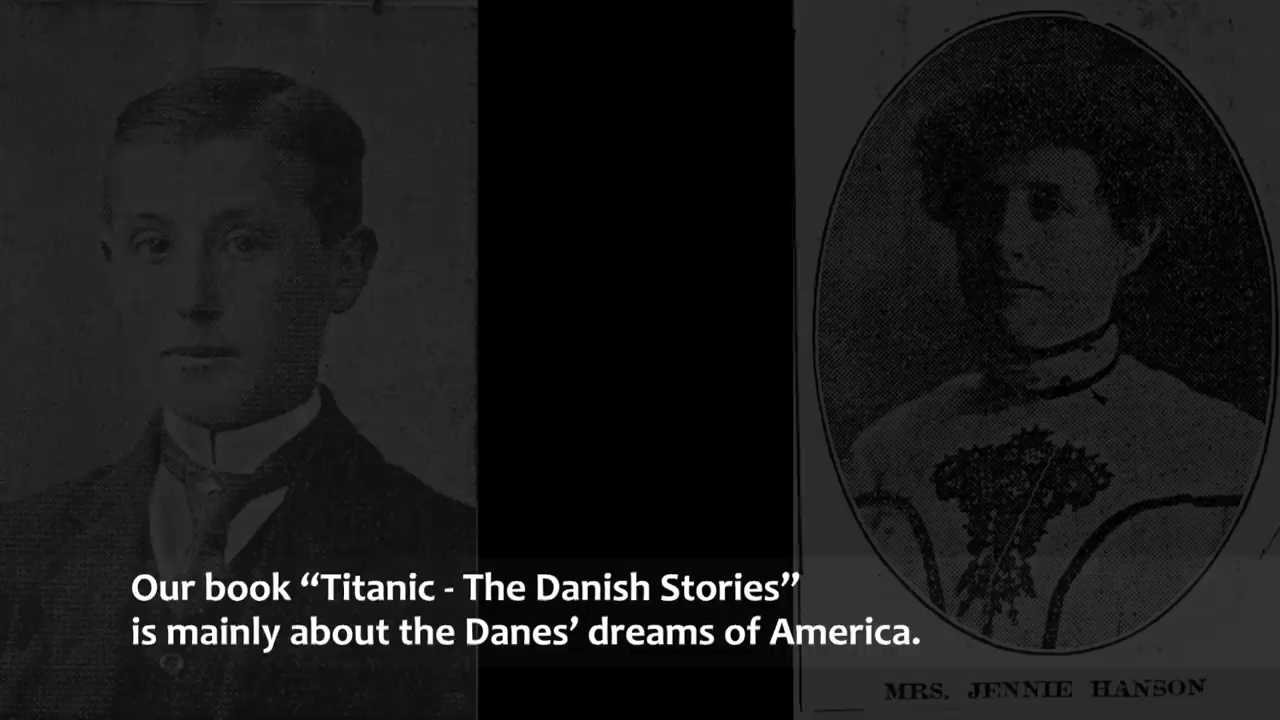 Our book “Titanic - The Danish Stories”
is mainly about the Danes’ dreams of America.
MRS. JENNIE HANSON